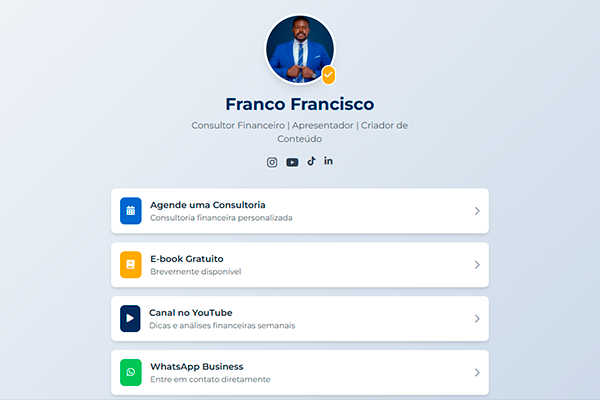 Franco Francisco
Consultor Financeiro | Apresentador | Criador de
Conteúdo
Agende uma Consultoria
Consultoria financeira personalizada
E-book Gratuito
Brevemente disponível
Canal no YouTube
Dicas e análises financeiras semanais
WhatsApp Business
Entre em contato diretamente